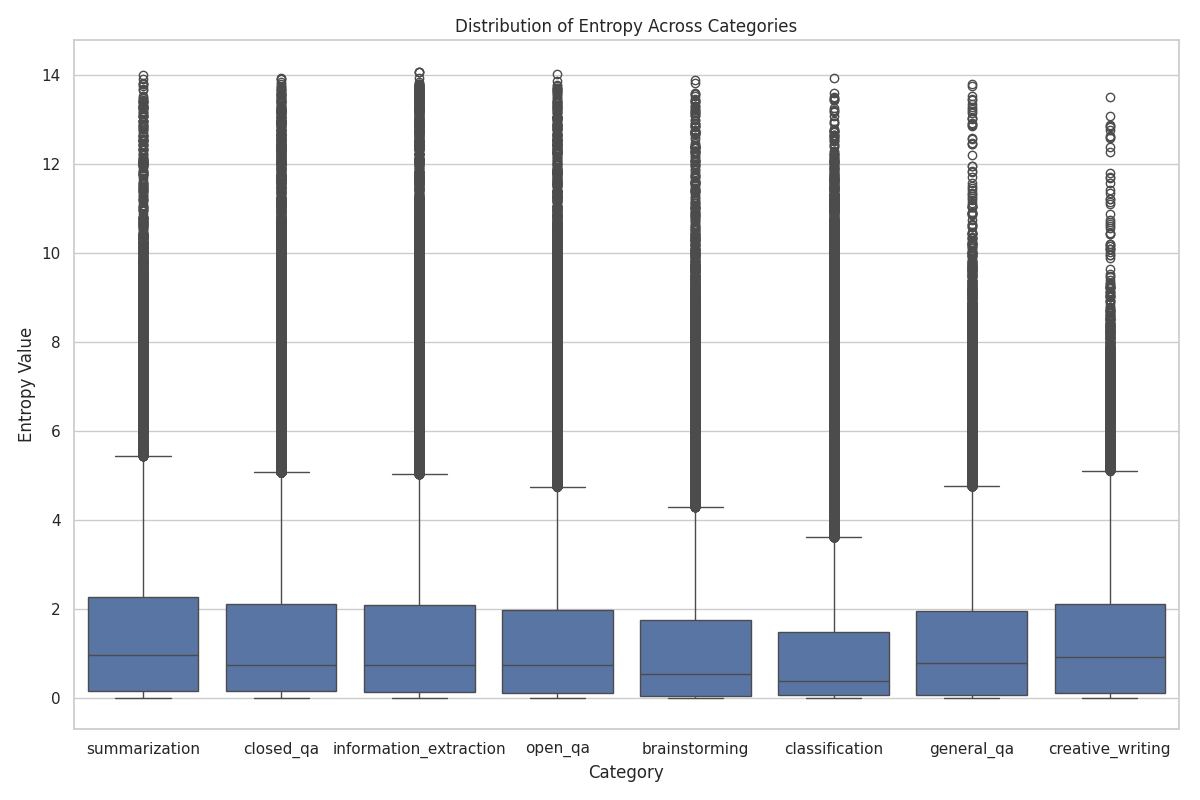 Distribution of Entropy Across Categories
Entropy Value
14
12
10
8
6
4
2
0
summarization closed_qa information_extraction open_qa brainstorming classification general_qa creative_writing
Category